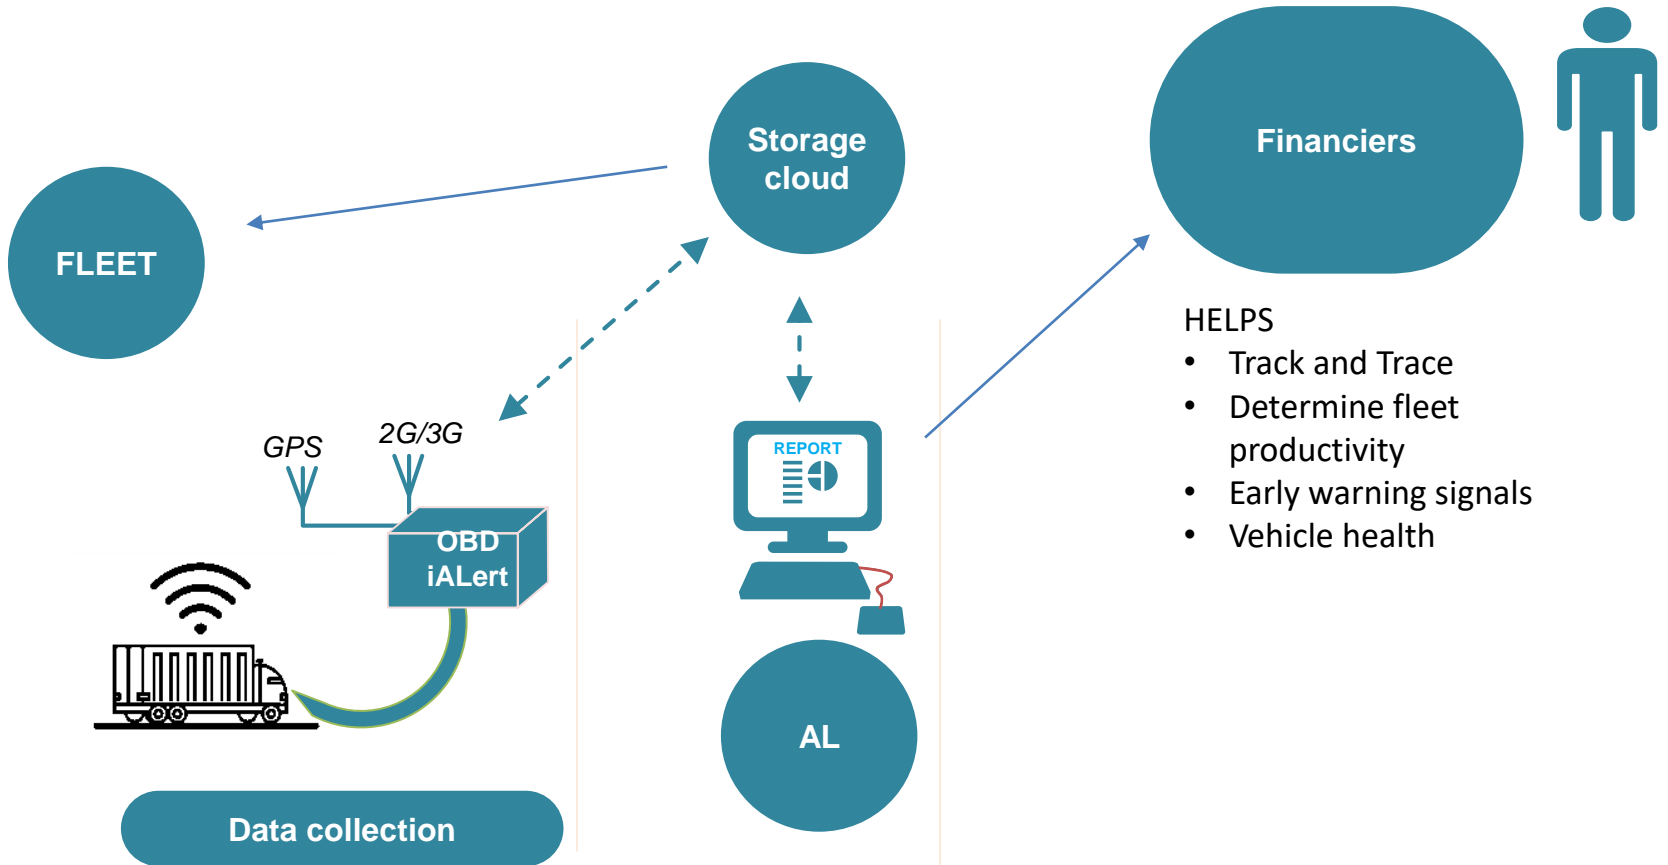 Storage
cloud
Financiers
FLEET
HELPS
• Track and Trace
• Determine fleet
productivity
• Early warning signals
• Vehicle health
GPS
2G/3G
REPORT
OBD
iALert
AL
Data collection